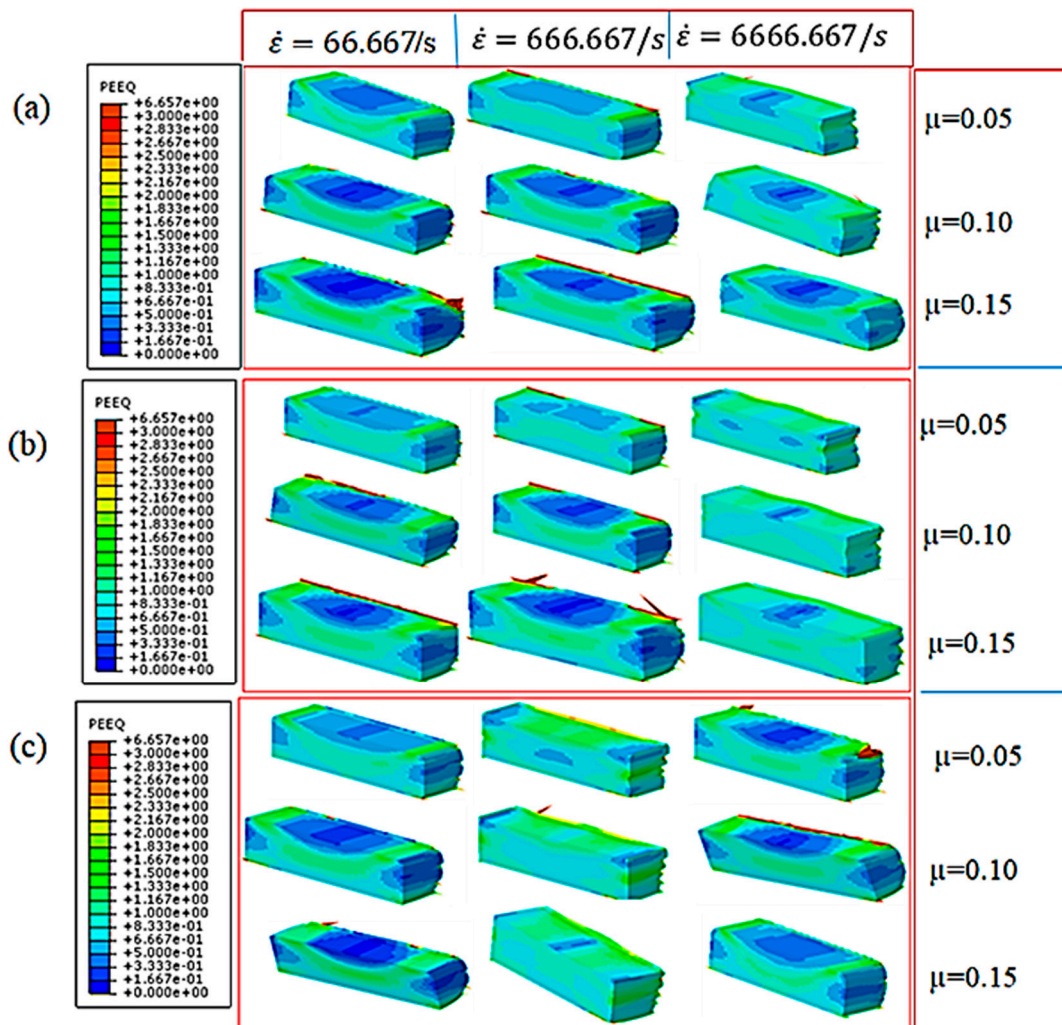 ε̇ = 66.667/s ε̇ = 666.667/s ε̇ = 6666.667/s
(a)
PEEQ
+6.657e+00
+3.000e+00
+2.833e+00
+2.667e+00
+2.500e+00
+2.333e+00
+2.167e+00
+2.000e+00
+1.833e+00
+1.667e+00
+1.500e+00
+1.333e+00
+1.167e+00
+1.000e+00
+8.333e-01
+6.667e-01
+5.000e-01
+3.333e-01
+1.667e-01
+0.000e+00
μ=0.05
μ=0.10
μ=0.15
(b)
PEEQ
+6.657e+00
+3.000e+00
+2.833e+00
+2.667e+00
+2.500e+00
+2.333e+00
+2.167e+00
+2.000e+00
+1.833e+00
+1.667e+00
+1.500e+00
+1.333e+00
+1.167e+00
+1.000e+00
+8.333e-01
+6.667e-01
+5.000e-01
+3.333e-01
+1.667e-01
+0.000e+00
μ=0.05
μ=0.10
μ=0.15
(c)
PEEQ
+6.657e+00
+3.000e+00
+2.833e+00
+2.667e+00
+2.500e+00
+2.333e+00
+2.167e+00
+2.000e+00
+1.833e+00
+1.667e+00
+1.500e+00
+1.333e+00
+1.167e+00
+1.000e+00
+8.333e-01
+6.667e-01
+5.000e-01
+3.333e-01
+1.667e-01
+0.000e+00
μ=0.05
μ=0.10
μ=0.15